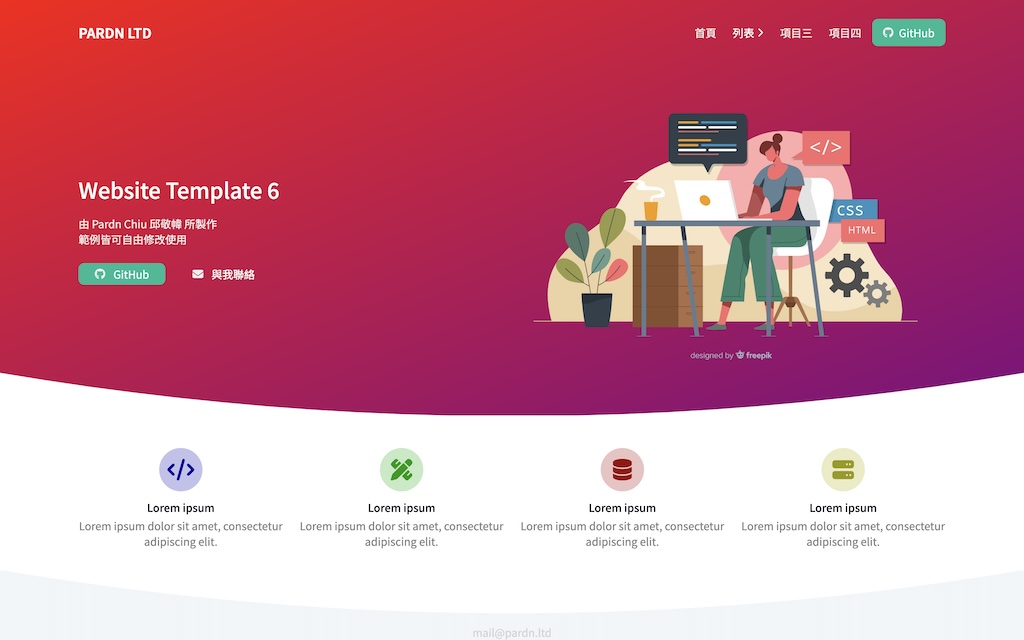 PARDN LTD
首頁 列表 項目三 項目四 GitHub
Website Template 6
由 Pardn Chiu 邱敬幃 所製作
範例皆可自由修改使用
GitHub 與我聯絡
</>
CSS
HTML
designed by freepik
Lorem ipsum
Lorem ipsum dolor sit amet, consectetur
adipiscing elit.
Lorem ipsum
Lorem ipsum dolor sit amet, consectetur
adipiscing elit.
Lorem ipsum
Lorem ipsum dolor sit amet, consectetur
adipiscing elit.
Lorem ipsum
Lorem ipsum dolor sit amet, consectetur
adipiscing elit.
mail@pardn.ltd